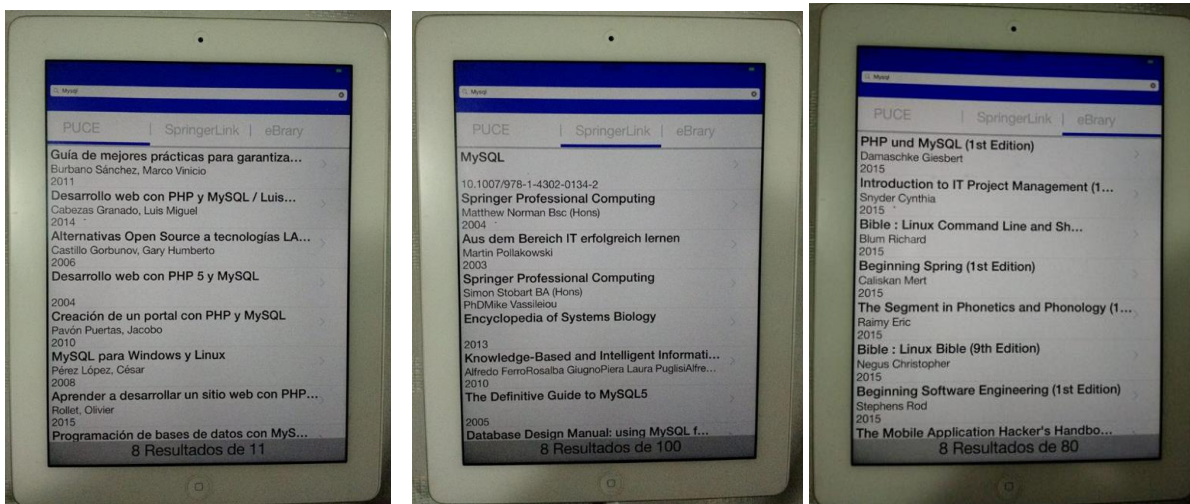 Mysql
PUCE | SpringerLink | eBrary
Guía de mejores prácticas para garantiza...
Burbano Sánchez, Marco Vinicio
2011
Desarrollo web con PHP y MySQL / Luis...
Cabezas Granado, Luis Miguel
2014
Alternativas Open Source a tecnologías LA...
Castillo Gorbunov, Gary Humberto
2006
Desarrollo web con PHP 5 y MySQL
2004
Creación de un portal con PHP y MySQL
Pavón Puertas, Jacobo
2010
MySQL para Windows y Linux
Pérez López, César
2008
Aprender a desarrollar un sitio web con PHP...
Rollet, Olivier
2015
Programación de bases de datos con MyS...
8 Resultados de 11
Mysql
PUCE | SpringerLink | eBrary
MySQL
10.1007/978-1-4302-0134-2
Springer Professional Computing
Matthew Norman Bsc (Hons)
2004
Aus dem Bereich IT erfolgreich lernen
Martin Pollakowski
2003
Springer Professional Computing
Simon Stobart BA (Hons)
PhDMike Vassileiou
Encyclopedia of Systems Biology
2013
Knowledge-Based and Intelligent Informati...
Alfredo FerroRosalba GiugnoPiera Laura PuglisiAlfre...
2010
The Definitive Guide to MySQL5
2005
Database Design Manual: using MySQL f...
8 Resultados de 100
Mysql
PUCE | SpringerLink | eBrary
PHP und MySQL (1st Edition)
Damaschke Giesbert
2015
Introduction to IT Project Management (1...
Snyder Cynthia
2015
Bible : Linux Command Line and Sh...
Blum Richard
2015
Beginning Spring (1st Edition)
Caliskan Mert
2015
The Segment in Phonetics and Phonology (1...
Raimy Eric
2015
Bible : Linux Bible (9th Edition)
Negus Christopher
2015
Beginning Software Engineering (1st Edition)
Stephens Rod
2015
The Mobile Application Hacker's Handbo...
8 Resultados de 80